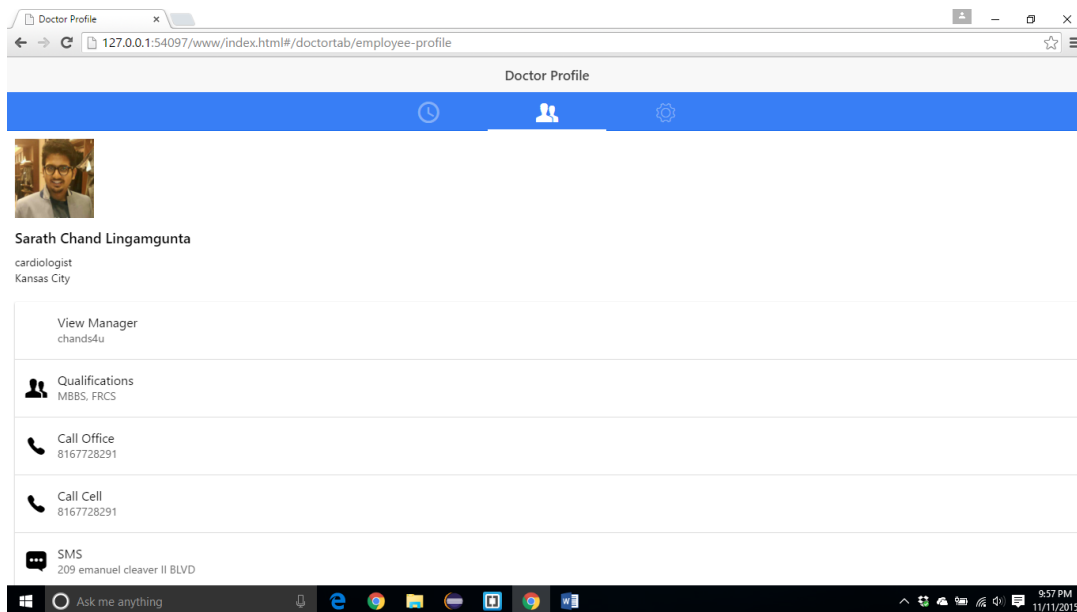 Doctor Profile
127.0.0.1:54097/www/index.html#/doctortab/employee-profile
Doctor Profile
Sarath Chand Lingamgunta
cardiologist
Kansas City
View Manager
chands4u
Qualifications
MBBS, FRCS
Call Office
8167728291
Call Cell
8167728291
SMS
209 emanuel cleaver II BLVD
Ask me anything
9:57 PM